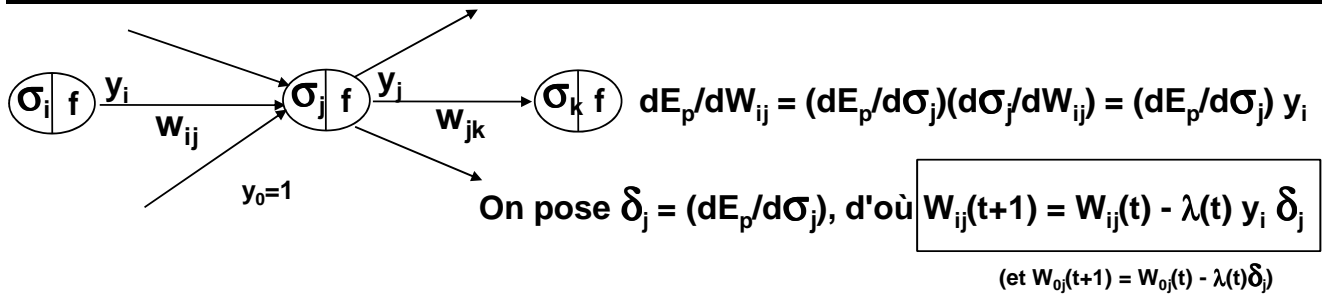 σi f yi wij σj f yj wjk σk f dEp/dWij = (dEp/dσj)(dσj/dWij) = (dEp/dσj) yi
y0=1
On pose δj = (dEp/dσj), d'où Wij(t+1) = Wij(t) - λ(t) yi δj
(et W0j(t+1) = W0j(t) - λ(t)δj)